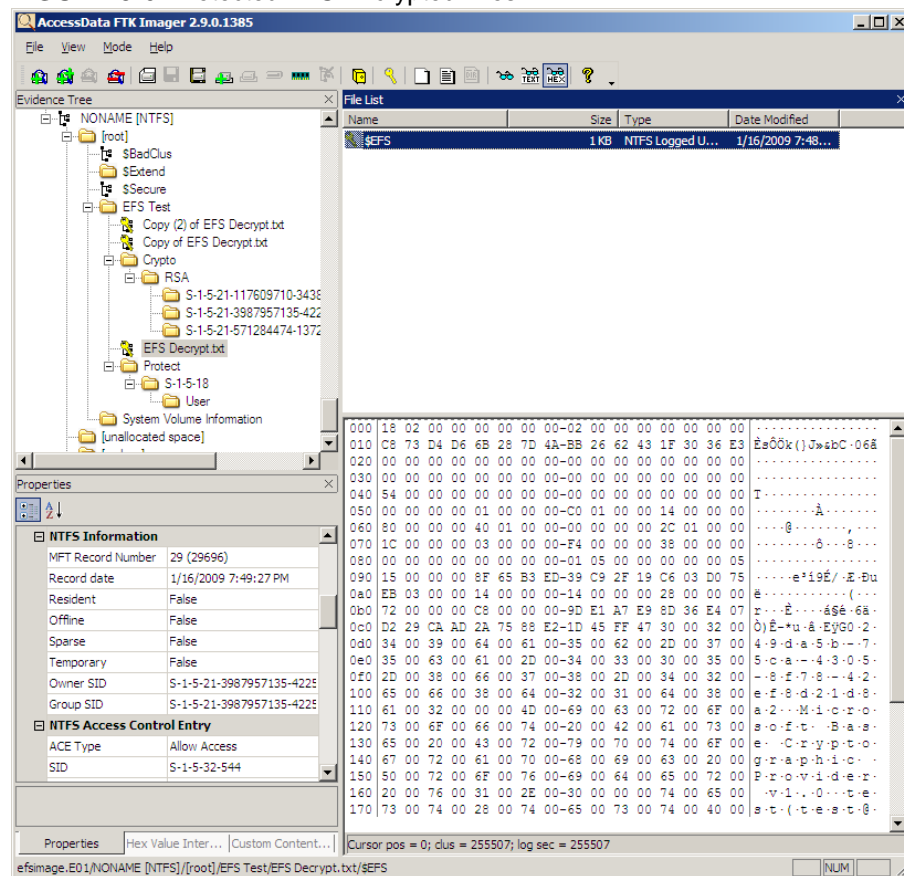 AccessData FTK Imager 2.9.0.1385
File View Mode Help
TEXT HEX
Evidence Tree
NONAME [NTFS]
[root]
$BadClus
$Extend
$Secure
EFS Test
Copy (2) of EFS Decrypt.txt
Copy of EFS Decrypt.txt
Crypto
RSA
S-1-5-21-117609710-3438
S-1-5-21-3987957135-422
S-1-5-21-571284474-1372
EFS Decrypt.txt
Protect
S-1-5-18
User
System Volume Information
[unallocated space]
File List
Name Size Type Date Modified
$EFS 1 KB NTFS Logged U... 1/16/2009 7:48...
Properties
NTFS Information
MFT Record Number 29 (29696)
Record date 1/16/2009 7:49:27 PM
Resident False
Offline False
Sparse False
Temporary False
Owner SID S-1-5-21-3987957135-4225
Group SID S-1-5-21-3987957135-4225
NTFS Access Control Entry
ACE Type Allow Access
SID S-1-5-32-544
Properties Hex Value Inter... Custom Content...
000 18 02 00 00 00 00 00 00-02 00 00 00 00 00 00 00 ················
010 C8 73 D4 D6 6B 28 7D 4A-BB 26 62 43 1F 30 36 E3 ÈsÔÖk(}J»&bC·06ã
020 00 00 00 00 00 00 00 00-00 00 00 00 00 00 00 00 ················
030 00 00 00 00 00 00 00 00-00 00 00 00 00 00 00 00 ················
040 54 00 00 00 00 00 00 00-00 00 00 00 00 00 00 00 T···············
050 00 00 00 00 01 00 00 00-C0 01 00 00 14 00 00 00 ········À·······
060 80 00 00 00 40 01 00 00-00 00 00 00 2C 01 00 00 ····@·······,···
070 1C 00 00 00 03 00 00 00-F4 00 00 00 38 00 00 00 ········ô···8···
080 00 00 00 00 00 00 00 00-01 05 00 00 00 00 00 05 ················
090 15 00 00 00 8F 65 B3 ED-39 C9 2F 19 C6 03 D0 75 ·····e³í9É/·Æ·Ðu
0a0 EB 03 00 00 14 00 00 00-14 00 00 00 28 00 00 00 ë···········(···
0b0 72 00 00 00 C8 00 00 00-9D E1 A7 E9 8D 36 E4 07 r···È····á§é·6ä·
0c0 D2 29 CA AD 2A 75 88 E2-1D 45 FF 47 30 00 32 00 Ò)Ê-*u·â·EÿG0·2·
0d0 34 00 39 00 64 00 61 00-35 00 62 00 2D 00 37 00 4·9·d·a·5·b·-·7·
0e0 35 00 63 00 61 00 2D 00-34 00 33 00 30 00 35 00 5·c·a·-·4·3·0·5·
0f0 2D 00 38 00 66 00 37 00-38 00 2D 00 34 00 32 00 -·8·f·7·8·-·4·2·
100 65 00 66 00 38 00 64 00-32 00 31 00 64 00 38 00 e·f·8·d·2·1·d·8·
110 61 00 32 00 00 00 4D 00-69 00 63 00 72 00 6F 00 a·2···M·i·c·r·o·
120 73 00 6F 00 66 00 74 00-20 00 42 00 61 00 73 00 s·o·f·t· ·B·a·s·
130 65 00 20 00 43 00 72 00-79 00 70 00 74 00 6F 00 e· ·C·r·y·p·t·o·
140 67 00 72 00 61 00 70 00-68 00 69 00 63 00 20 00 g·r·a·p·h·i·c· ·
150 50 00 72 00 6F 00 76 00-69 00 64 00 65 00 72 00 P·r·o·v·i·d·e·r·
160 20 00 76 00 31 00 2E 00-30 00 00 00 74 00 65 00 ·v·1·.·0···t·e·
170 73 00 74 00 28 00 74 00-65 00 73 00 74 00 40 00 s·t·(·t·e·s·t·@·
Cursor pos = 0; clus = 255507; log sec = 255507
efsimage.E01/NONAME [NTFS]/[root]/EFS Test/EFS Decrypt.txt/$EFS
NUM